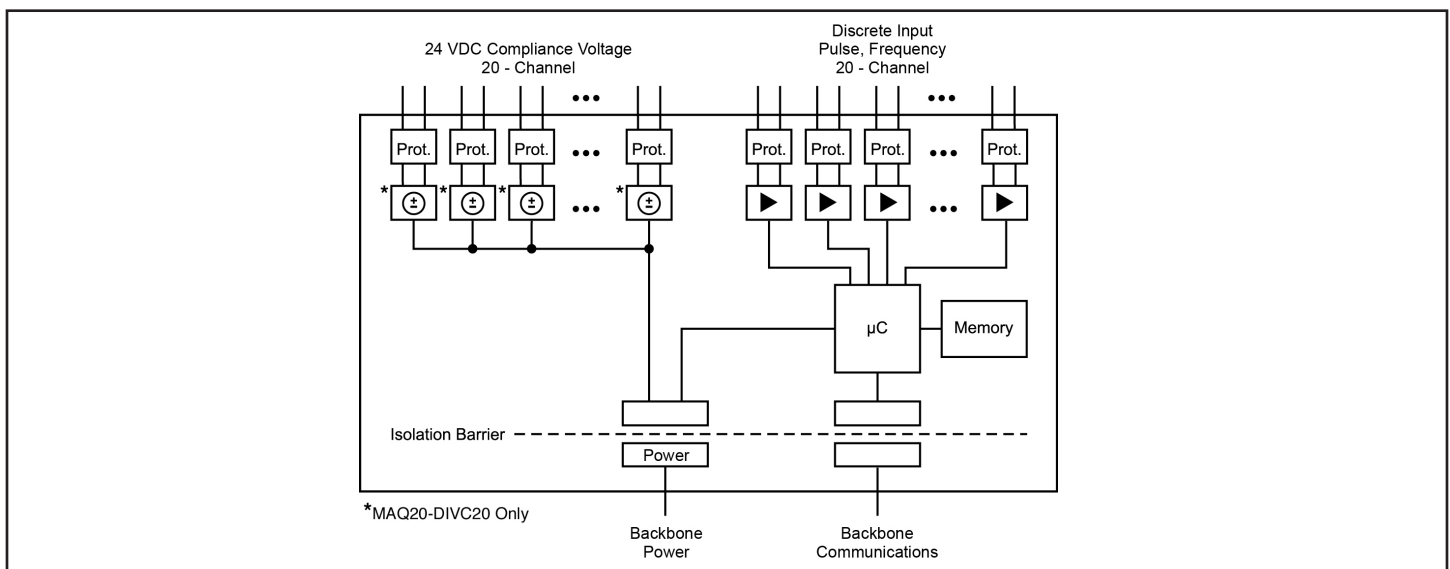 24 VDC Compliance Voltage
20 - Channel
Discrete Input
Pulse, Frequency
20 - Channel
•••
•••
Prot.
Prot.
Prot.
•••
Prot.
Prot.
Prot.
Prot.
•••
Prot.
*
±
*
±
*
±
•••
*
±
•••
µC
Memory
Isolation Barrier
Power
*MAQ20-DIVC20 Only
Backbone
Power
Backbone
Communications